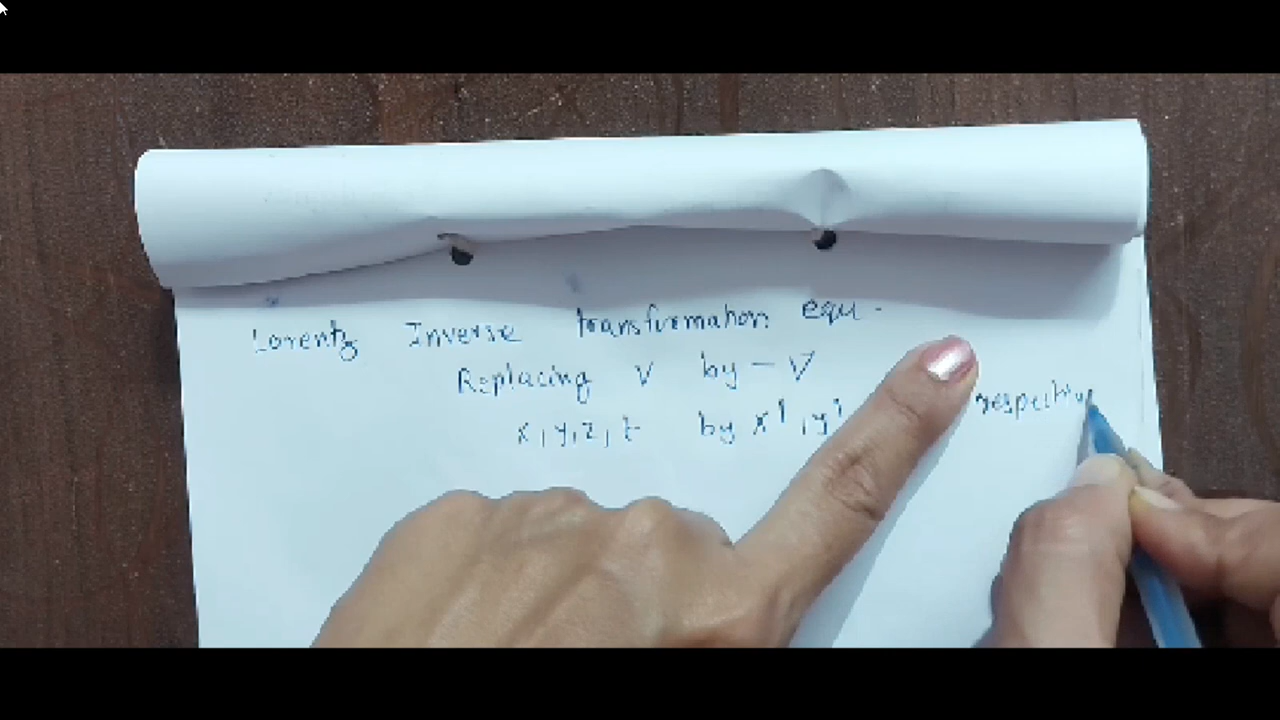 Lorentz Inverse transformation equ.
Replacing V by - V
x, y, z, t by x', y' respectiv